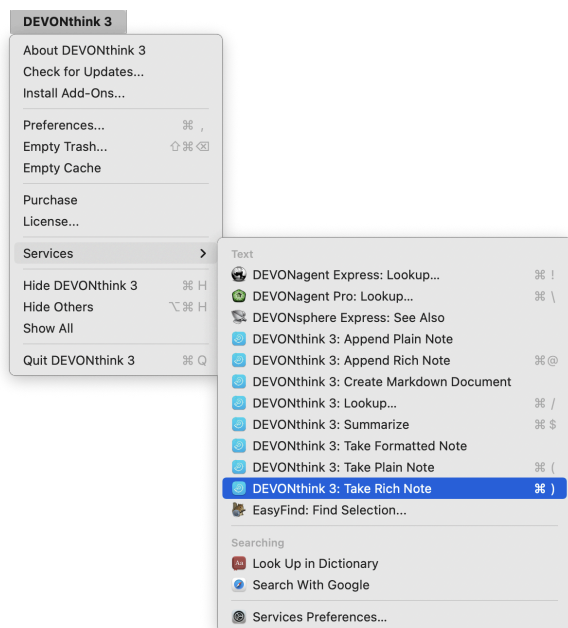 DEVONthink 3
About DEVONthink 3
Check for Updates...
Install Add-Ons...
Preferences... ⌘ ,
Empty Trash... ⇧⌘⌫
Empty Cache
Purchase
License...
Services >
Hide DEVONthink 3 ⌘ H
Hide Others ⌥⌘ H
Show All
Quit DEVONthink 3 ⌘ Q
Text
DEVONagent Express: Lookup... ⌘ !
DEVONagent Pro: Lookup... ⌘ \
DEVONsphere Express: See Also
DEVONthink 3: Append Plain Note
DEVONthink 3: Append Rich Note ⌘@
DEVONthink 3: Create Markdown Document
DEVONthink 3: Lookup... ⌘ /
DEVONthink 3: Summarize ⌘ $
DEVONthink 3: Take Formatted Note
DEVONthink 3: Take Plain Note ⌘ (
DEVONthink 3: Take Rich Note ⌘ )
EasyFind: Find Selection...
Searching
Aa Look Up in Dictionary
Search With Google
Services Preferences...